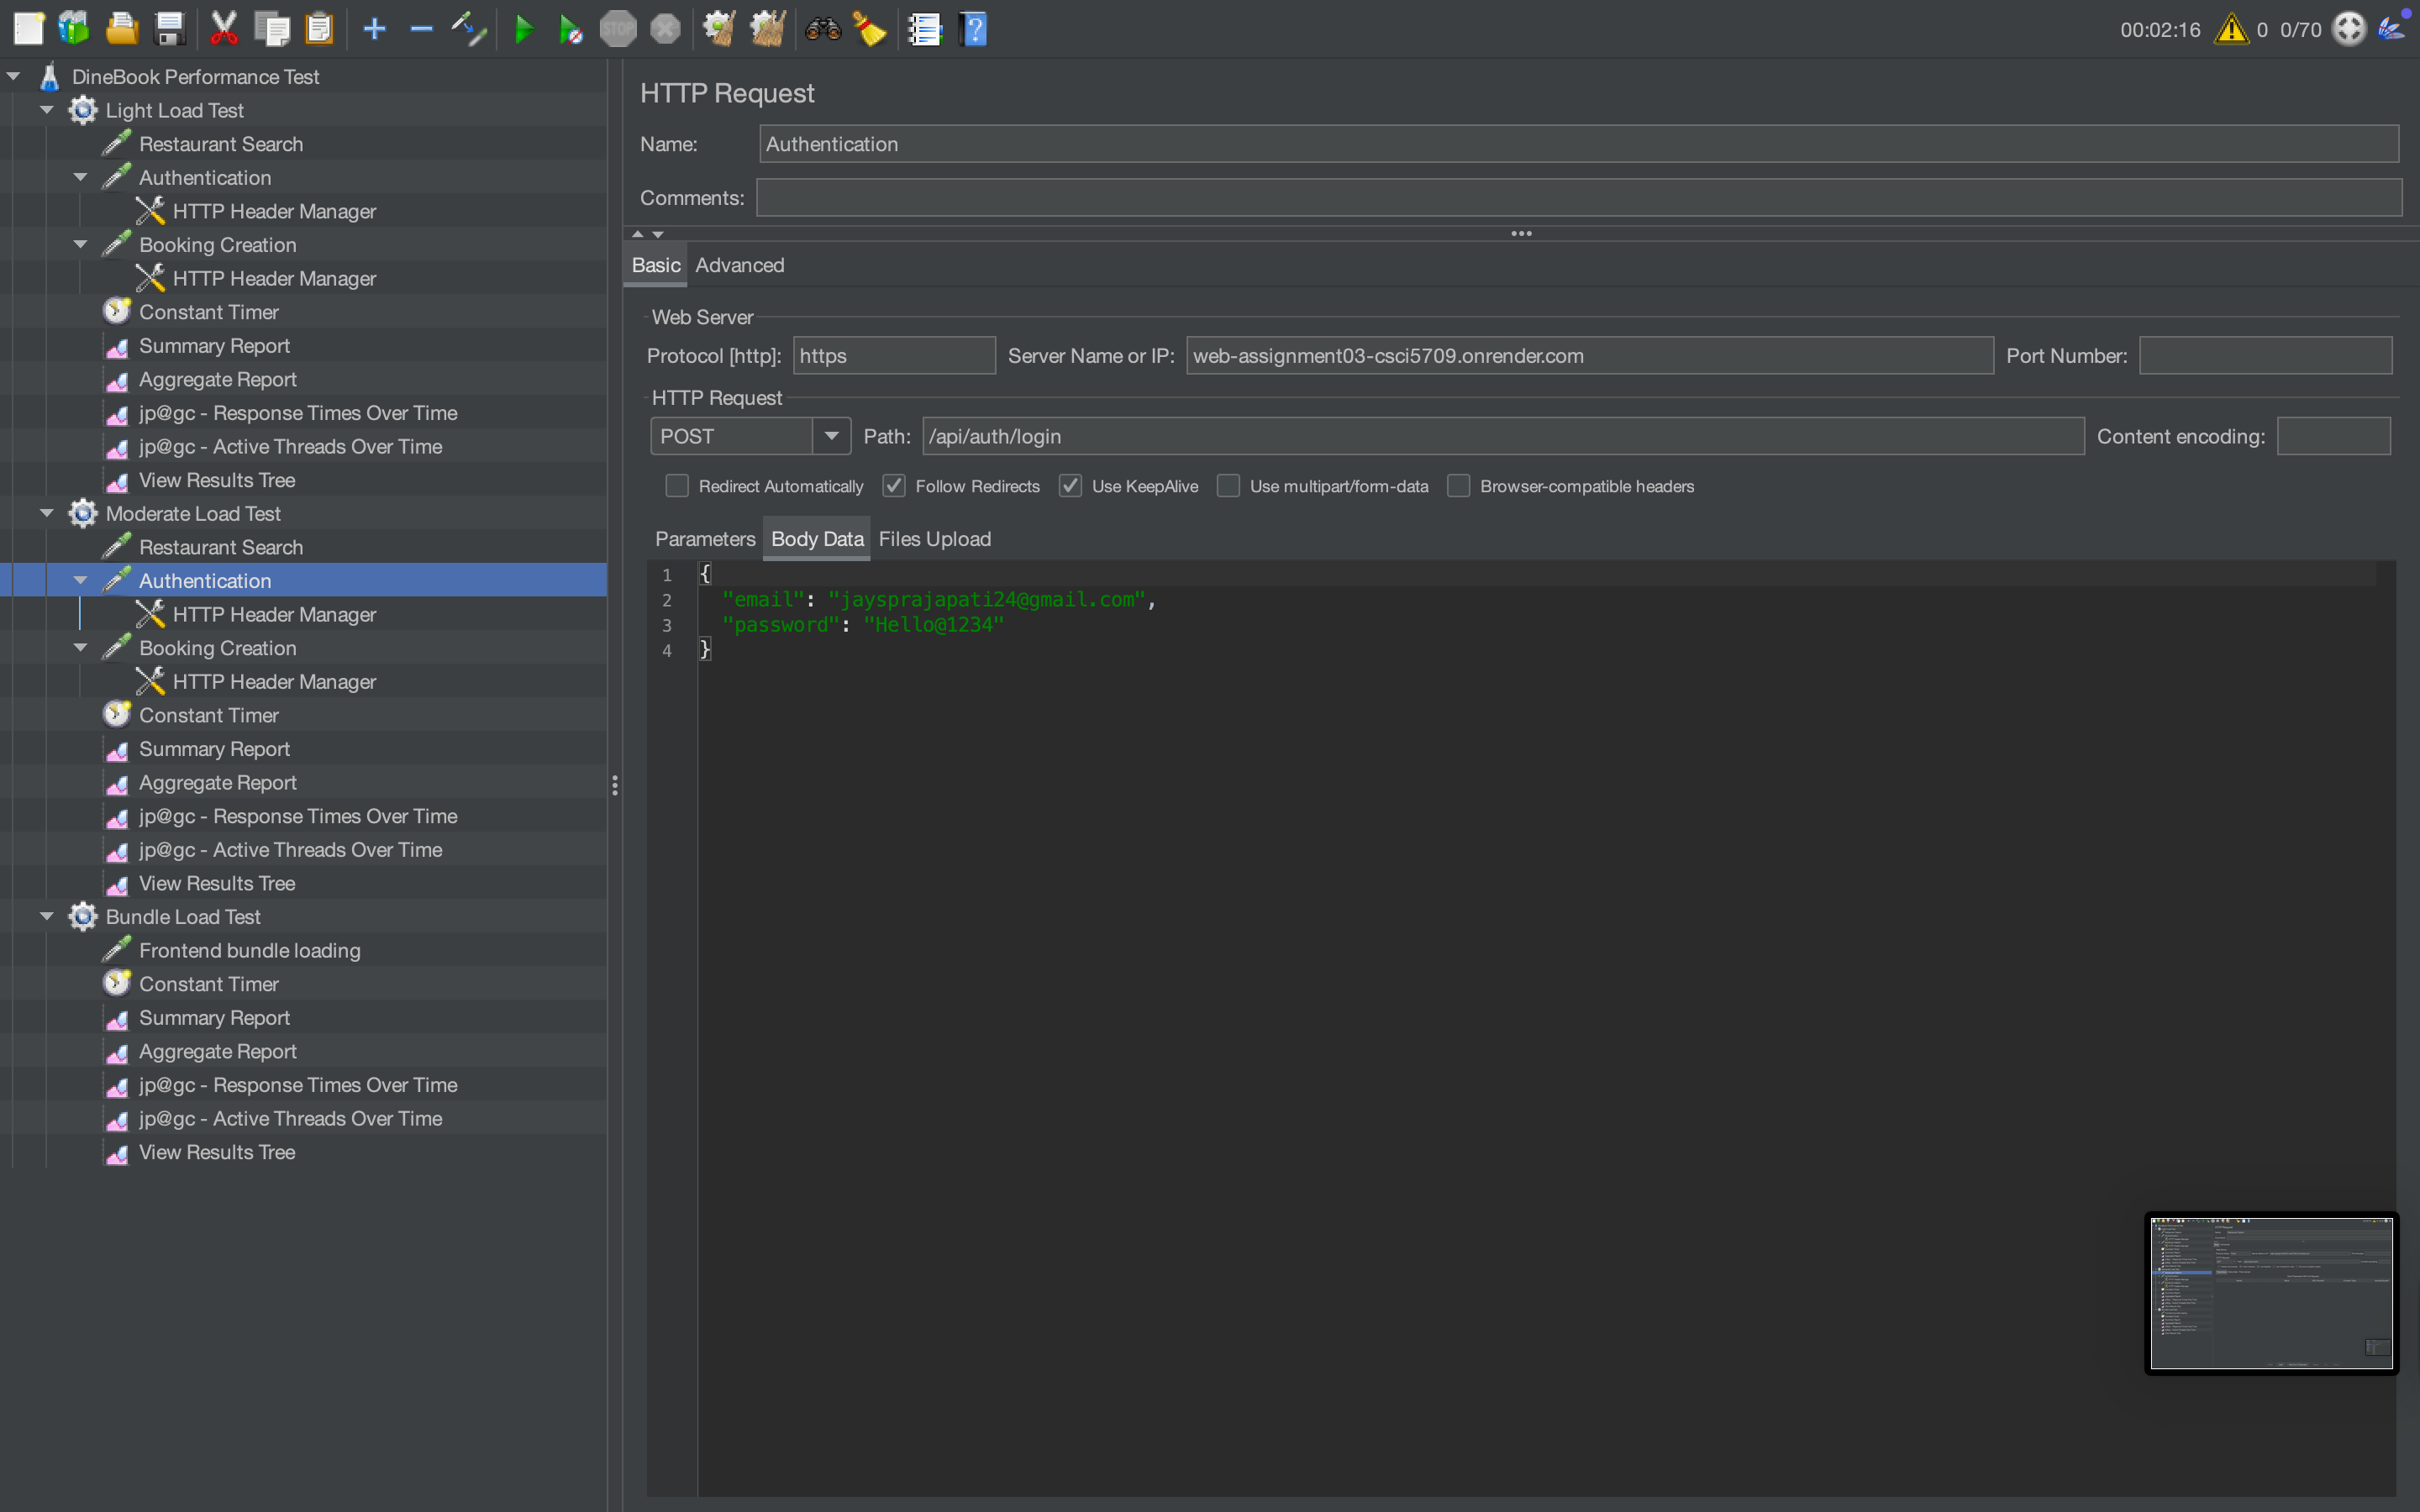 STOP
00:02:16
0
0/70
DineBook Performance Test
Light Load Test
Restaurant Search
Authentication
HTTP Header Manager
Booking Creation
HTTP Header Manager
Constant Timer
Summary Report
Aggregate Report
jp@gc - Response Times Over Time
jp@gc - Active Threads Over Time
View Results Tree
Moderate Load Test
Restaurant Search
Authentication
HTTP Header Manager
Booking Creation
HTTP Header Manager
Constant Timer
Summary Report
Aggregate Report
jp@gc - Response Times Over Time
jp@gc - Active Threads Over Time
View Results Tree
Bundle Load Test
Frontend bundle loading
Constant Timer
Summary Report
Aggregate Report
jp@gc - Response Times Over Time
jp@gc - Active Threads Over Time
View Results Tree
HTTP Request
Name: Authentication
Comments:
Basic Advanced
Web Server
Protocol [http]: https Server Name or IP: web-assignment03-csci5709.onrender.com Port Number:
HTTP Request
POST Path: /api/auth/login Content encoding:
Redirect Automatically Follow Redirects Use KeepAlive Use multipart/form-data Browser-compatible headers
Parameters Body Data Files Upload
1 {
2 "email": "jaysprajapati24@gmail.com",
3 "password": "Hello@1234"
4 }